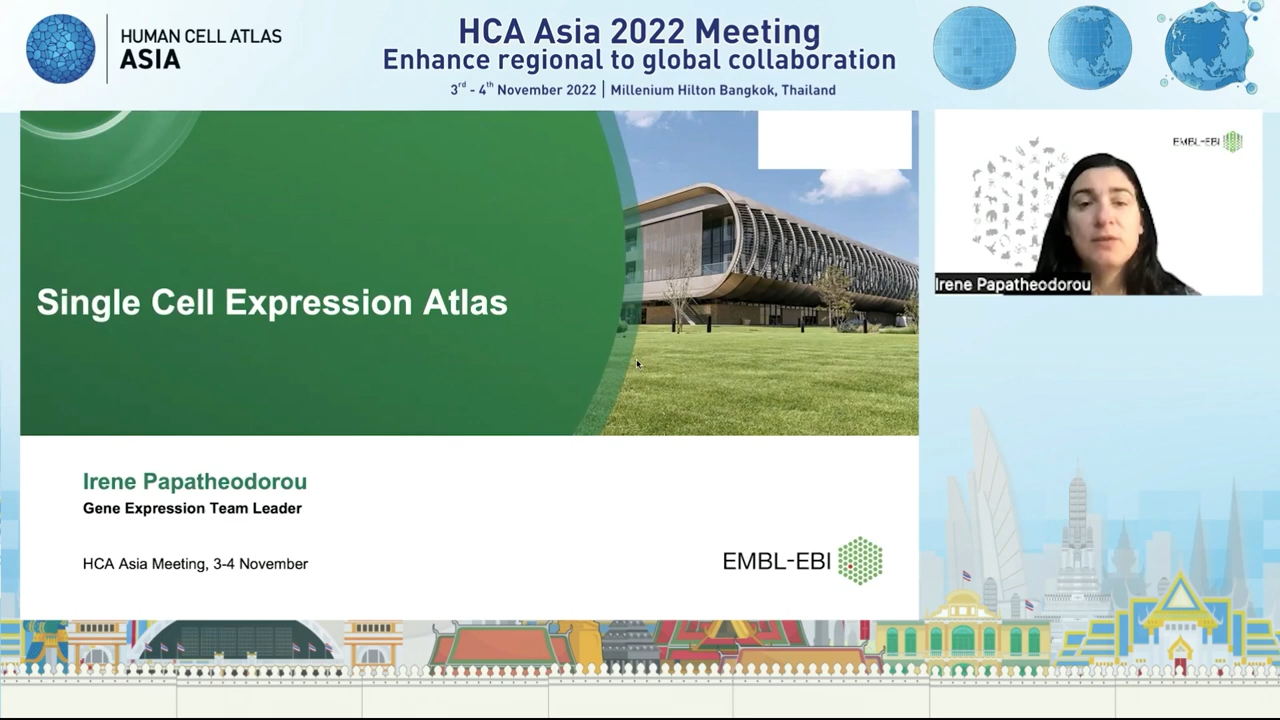 HUMAN CELL ATLAS
ASIA
HCA Asia 2022 Meeting
Enhance regional to global collaboration
3rd - 4th November 2022 | Millenium Hilton Bangkok, Thailand
Single Cell Expression Atlas
EMBL-EBI
Irene Papatheodorou
Irene Papatheodorou
Gene Expression Team Leader
HCA Asia Meeting, 3-4 November
EMBL-EBI